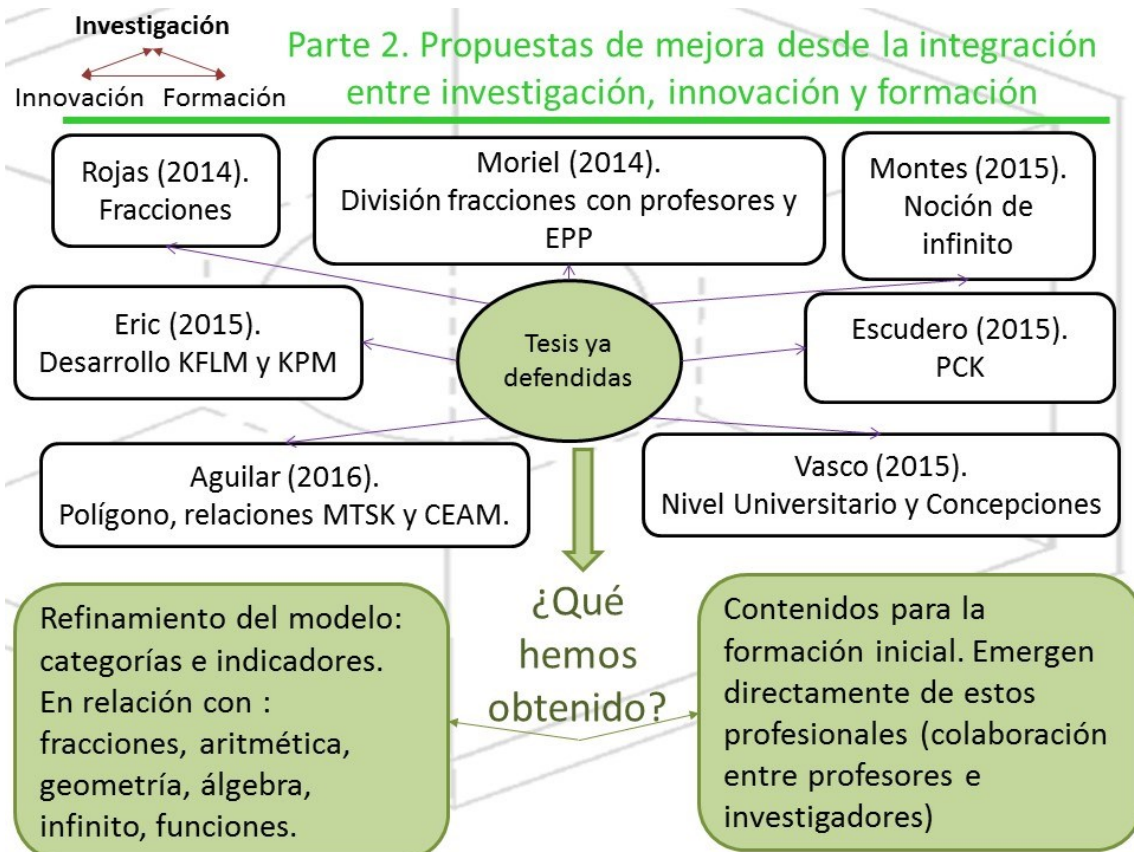 Investigación
Innovación Formación
Parte 2. Propuestas de mejora desde la integración
entre investigación, innovación y formación
Rojas (2014).
Fracciones
Moriel (2014).
División fracciones con profesores y
EPP
Montes (2015).
Noción de
infinito
Eric (2015).
Desarrollo KFLM y KPM
Tesis ya
defendidas
Escudero (2015).
PCK
Aguilar (2016).
Polígono, relaciones MTSK y CEAM.
Vasco (2015).
Nivel Universitario y Concepciones
¿Qué
hemos
obtenido?
Refinamiento del modelo:
categorías e indicadores.
En relación con :
fracciones, aritmética,
geometría, álgebra,
infinito, funciones.
Contenidos para la
formación inicial. Emergen
directamente de estos
profesionales (colaboración
entre profesores e
investigadores)